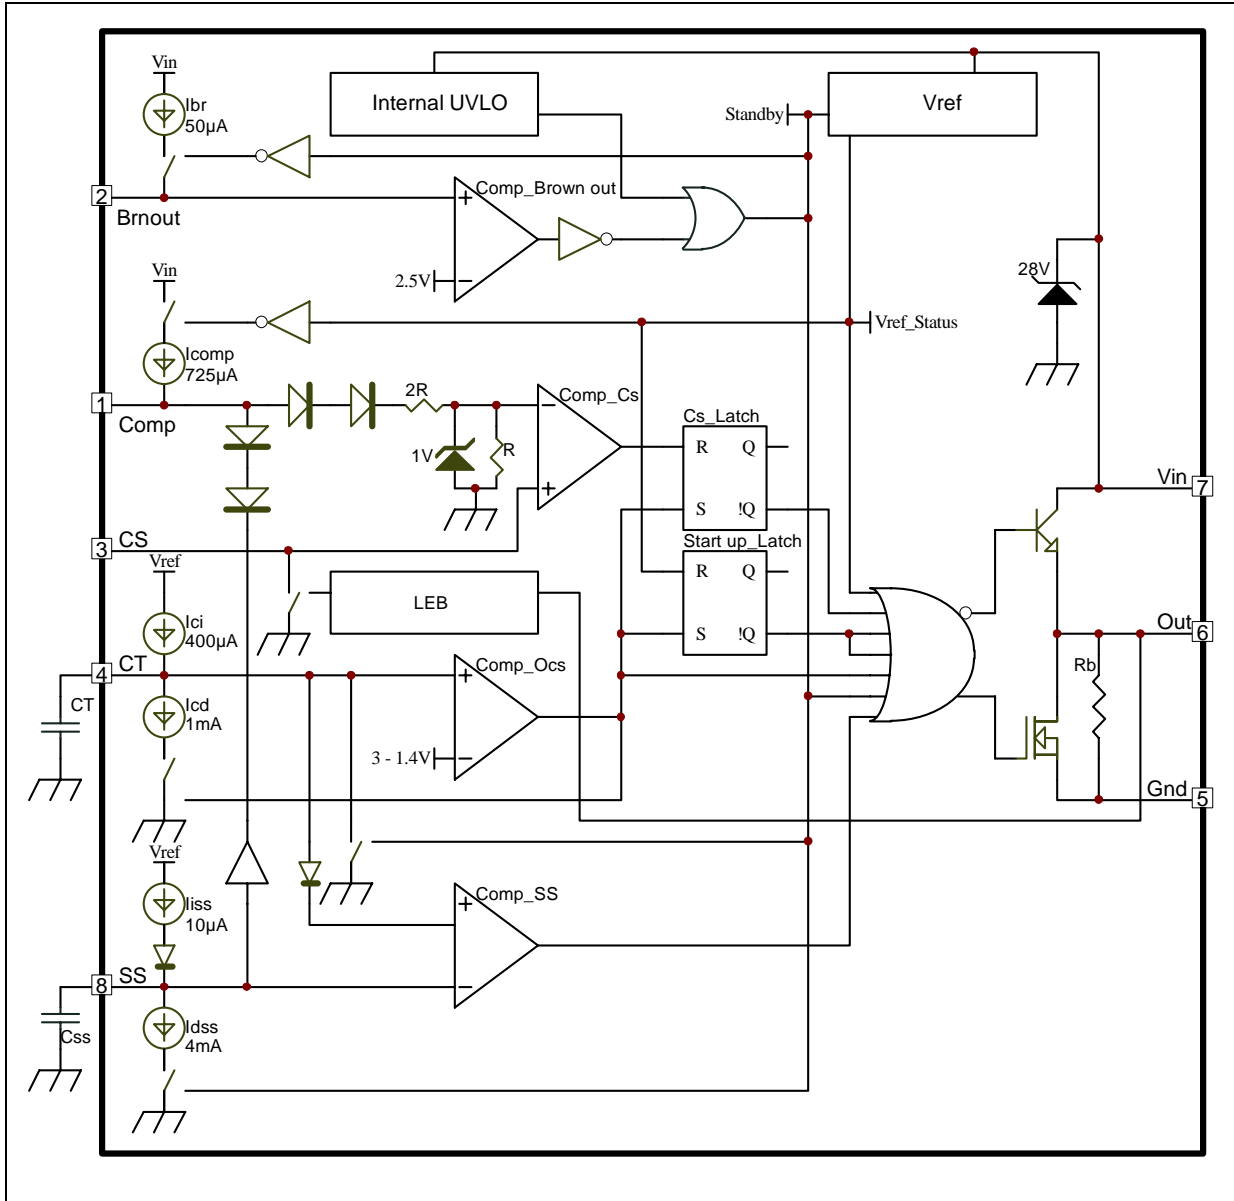 Vin
Ibr
50µA
Internal UVLO
Standby
Vref
2
Brnout
+
Comp_Brown out
2.5V
−
28V
Vin
Vref_Status
Icomp
725µA
1
Comp
2R
1V
R
−
Comp_Cs
+
Cs_Latch
R Q
S !Q
Vin
7
3
CS
Start up_Latch
R Q
S !Q
Vref
Ici
400µA
LEB
Out
6
4
CT
CT
Icd
1mA
+
Comp_Ocs
3 - 1.4V
−
Rb
Gnd
5
Vref
Iiss
10µA
+
Comp_SS
−
8
SS
Css
Idss
4mA